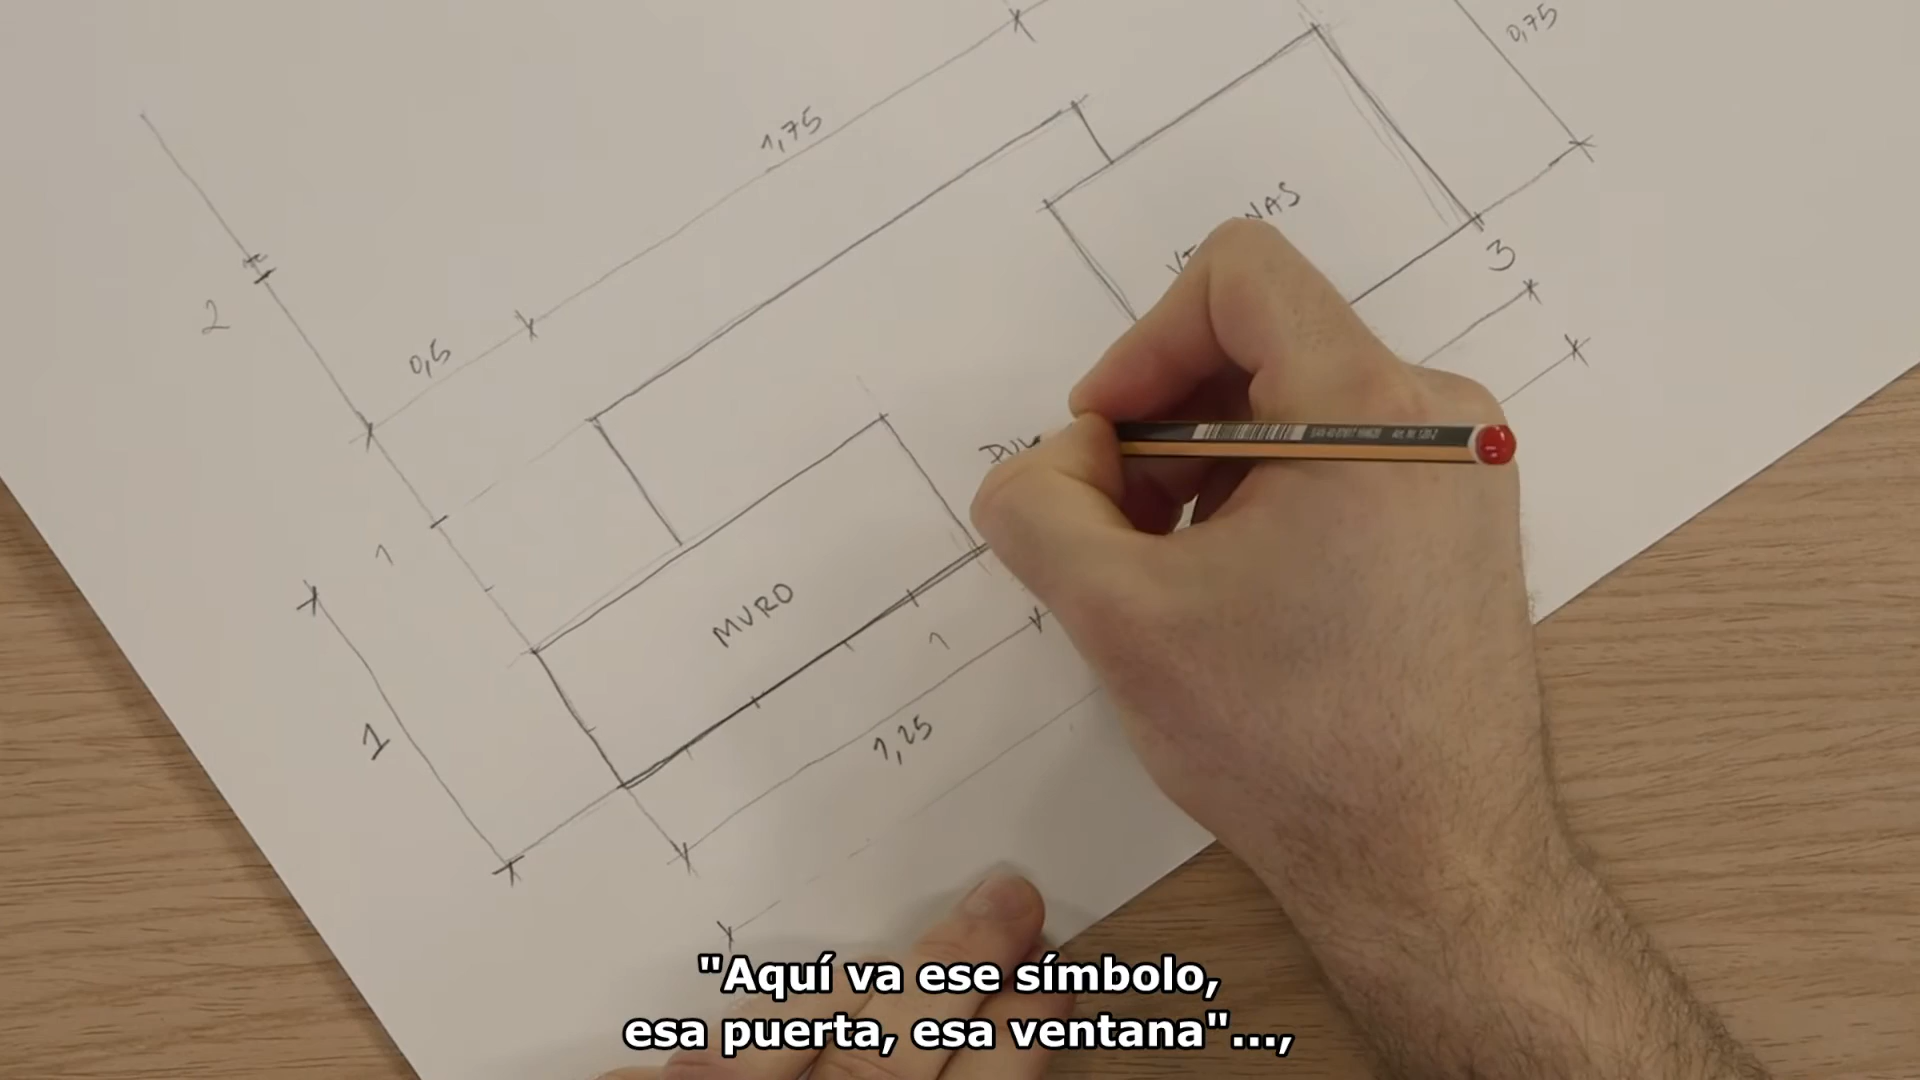 0,75
1,75
NAS
3
2
0,5
1
MURO
1
1
1,25
"Aquí va ese símbolo,
esa puerta, esa ventana"...,